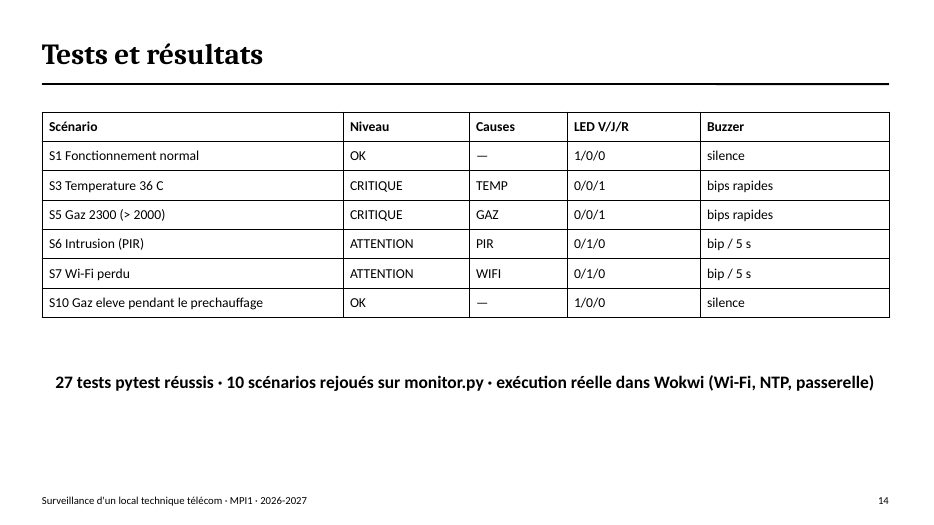 Tests et résultats
Scénario Niveau Causes LED V/J/R Buzzer
S1 Fonctionnement normal OK — 1/0/0 silence
S3 Temperature 36 C CRITIQUE TEMP 0/0/1 bips rapides
S5 Gaz 2300 (> 2000) CRITIQUE GAZ 0/0/1 bips rapides
S6 Intrusion (PIR) ATTENTION PIR 0/1/0 bip / 5 s
S7 Wi-Fi perdu ATTENTION WIFI 0/1/0 bip / 5 s
S10 Gaz eleve pendant le prechauffage OK — 1/0/0 silence
27 tests pytest réussis · 10 scénarios rejoués sur monitor.py · exécution réelle dans Wokwi (Wi-Fi, NTP, passerelle)
Surveillance d'un local technique télécom · MPI1 · 2026-2027 14